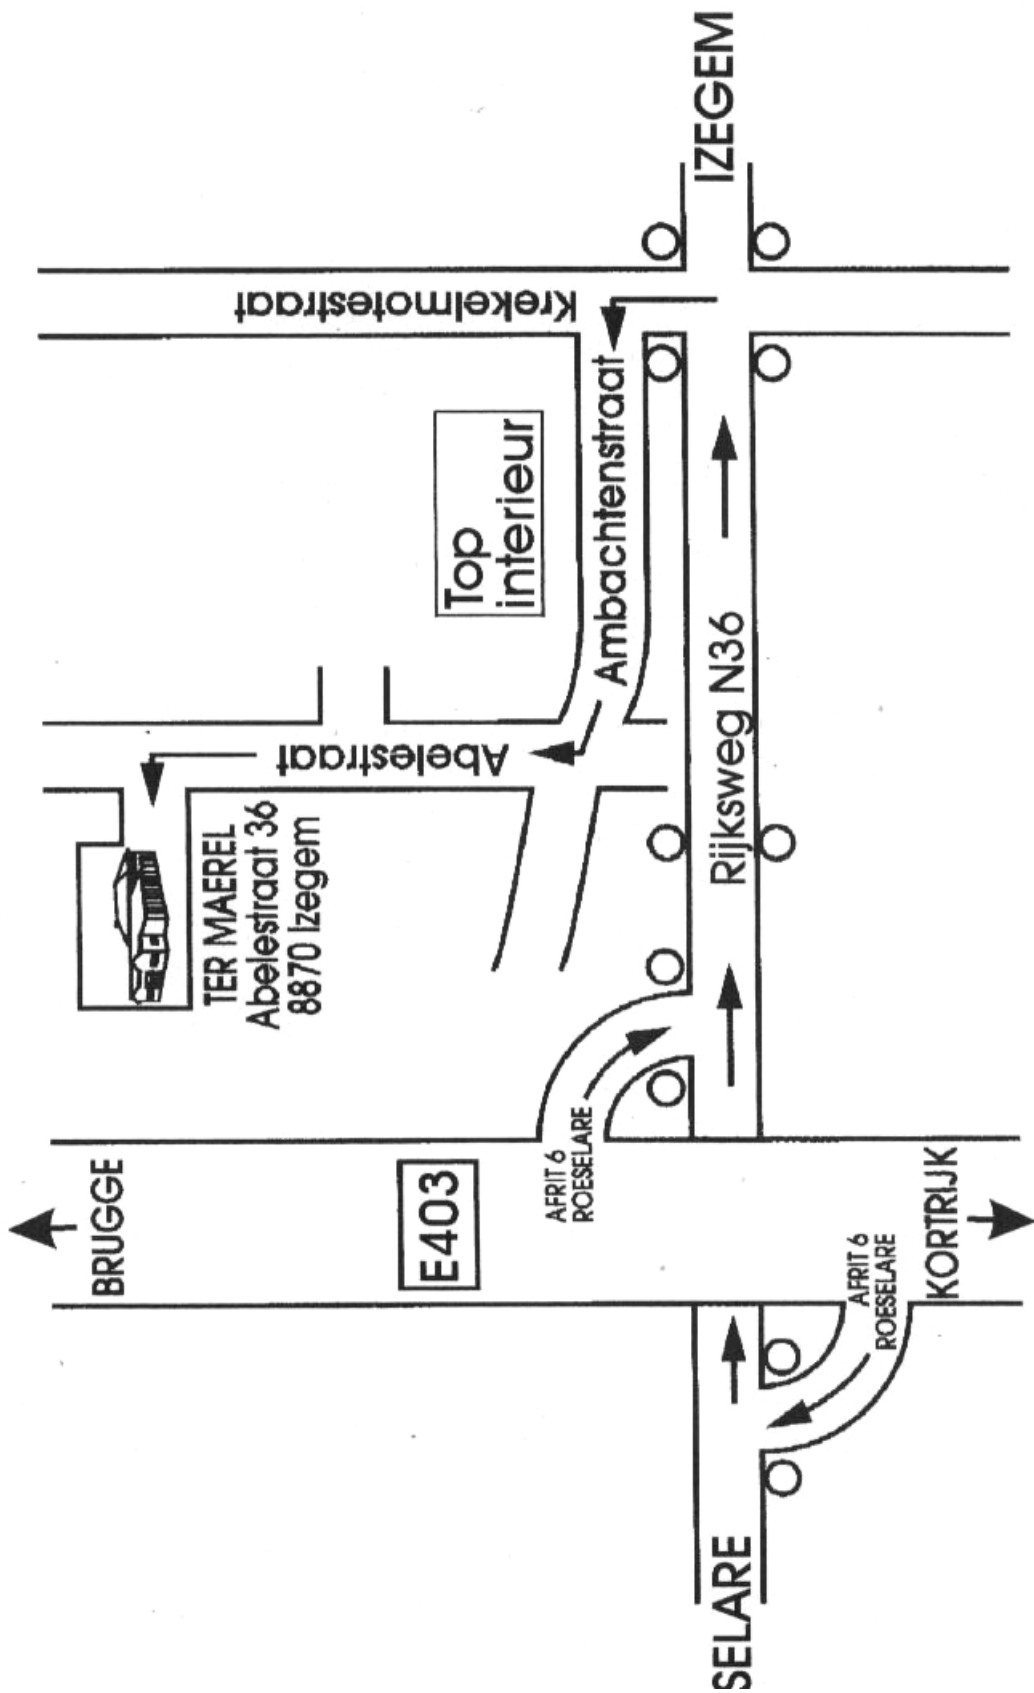 IZEGEM
Krekelmotestraat
Ambachtenstraat
Top
interieur
Rijksweg N36
Abelestraat
TER MAEREL
Abelestraat 36
8870 Izegem
AFRIT 6
ROESELARE
BRUGGE
E403
KORTRIJK
AFRIT 6
ROESELARE
SELARE